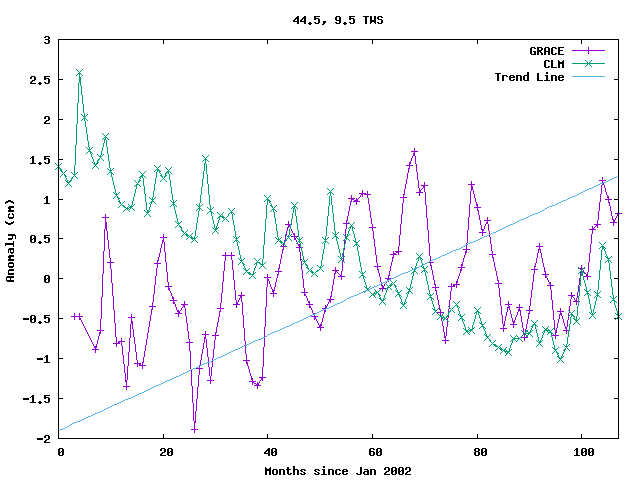 44.5, 9.5 TWS
GRACE
CLM
Trend Line
3
2.5
2
1.5
1
0.5
0
-0.5
-1
-1.5
-2
Anomaly (cm)
0 20 40 60 80 100
Months since Jan 2002